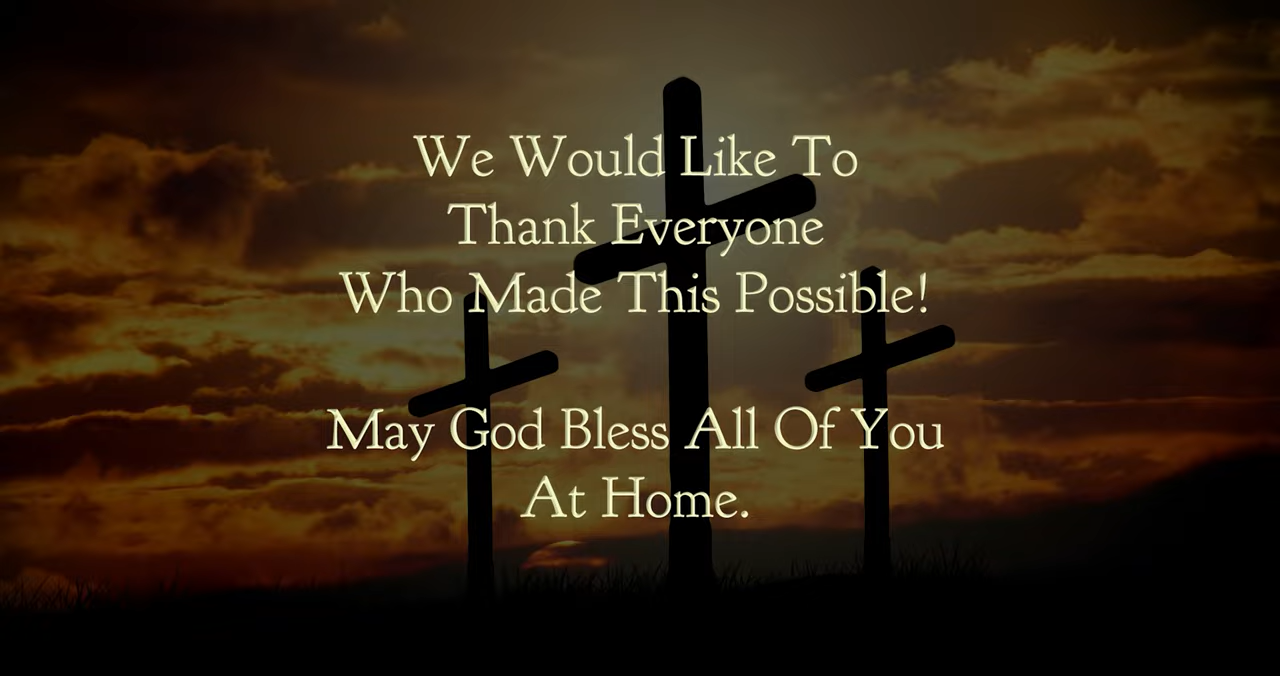 We Would Like To
Thank Everyone
Who Made This Possible!
May God Bless All Of You
At Home.